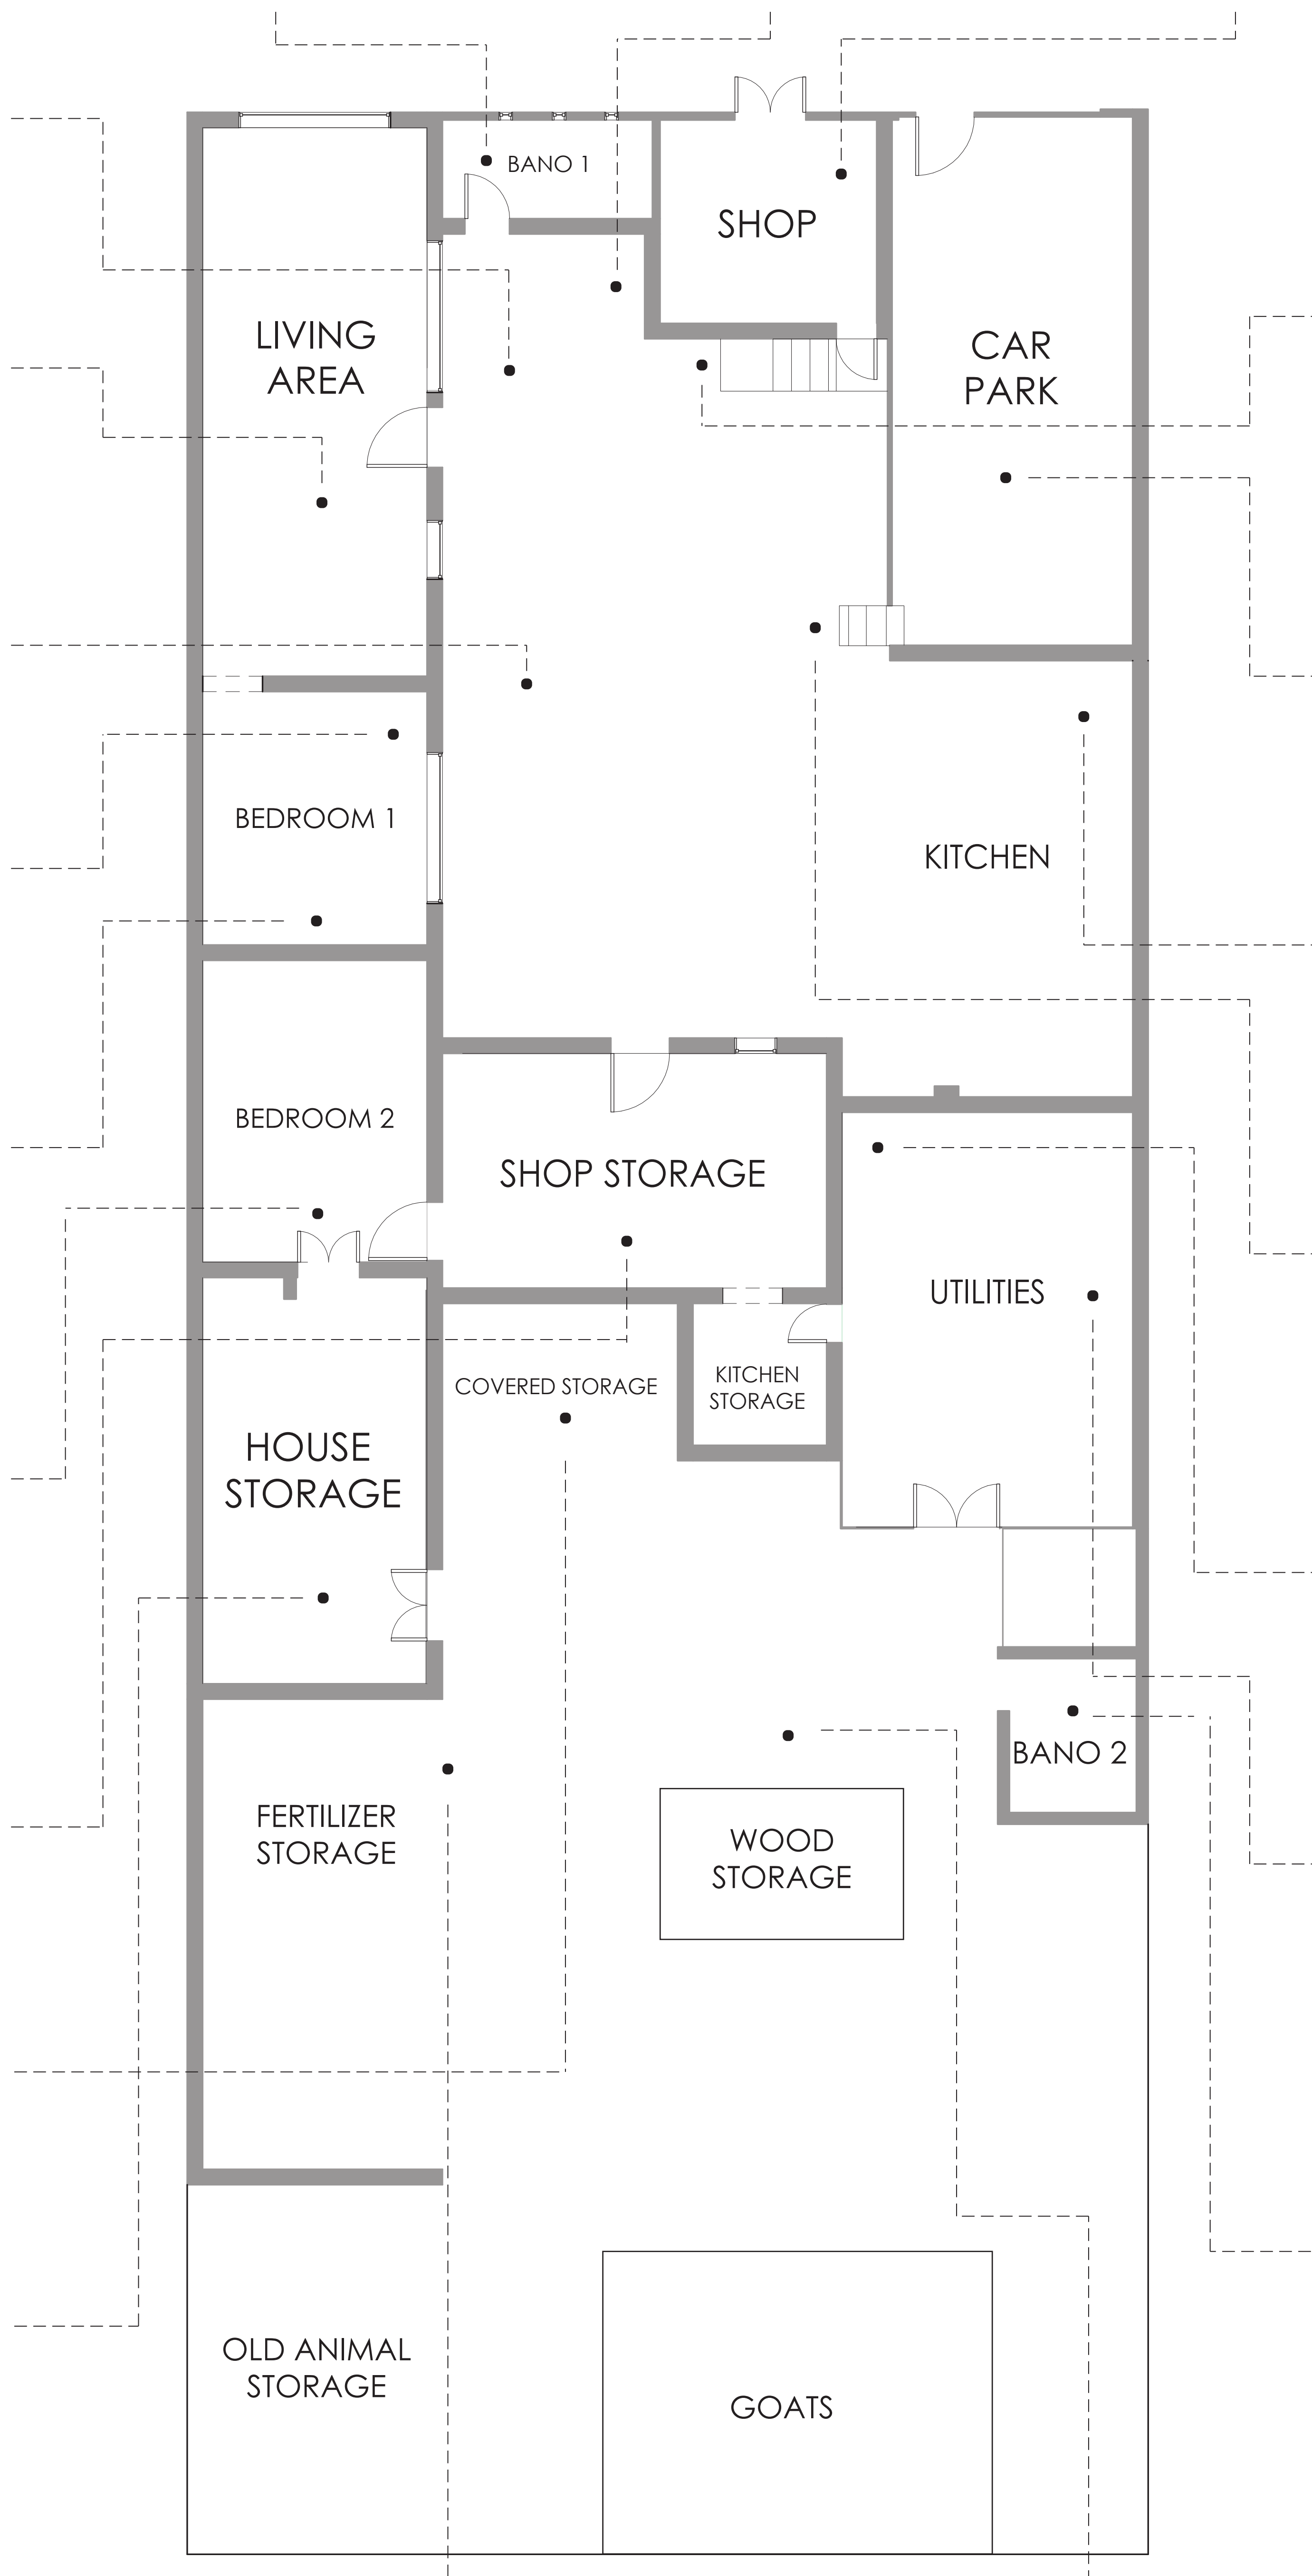 BANO 1
SHOP
LIVING
AREA
CAR
PARK
BEDROOM 1
KITCHEN
BEDROOM 2
SHOP STORAGE
UTILITIES
COVERED STORAGE
KITCHEN
STORAGE
HOUSE
STORAGE
BANO 2
FERTILIZER
STORAGE
WOOD
STORAGE
OLD ANIMAL
STORAGE
GOATS